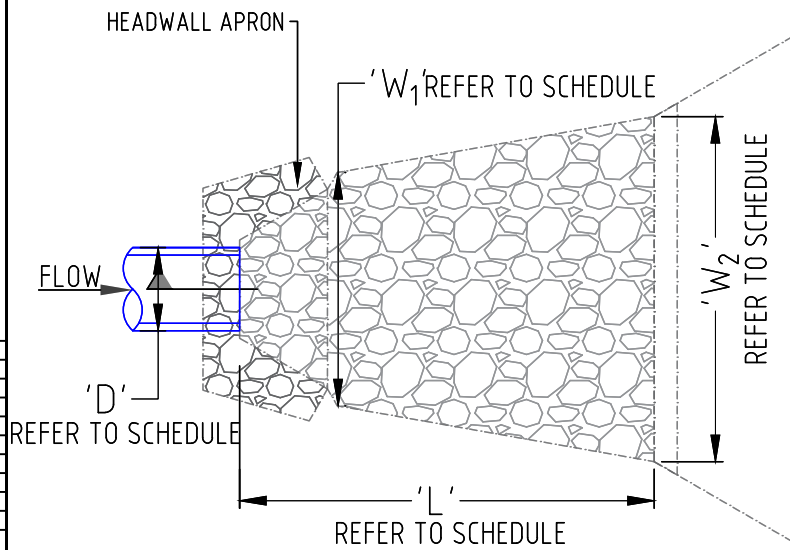 HEADWALL APRON
'W1' REFER TO SCHEDULE
FLOW
'D'
REFER TO SCHEDULE
'W2'
REFER TO SCHEDULE
'L'
REFER TO SCHEDULE